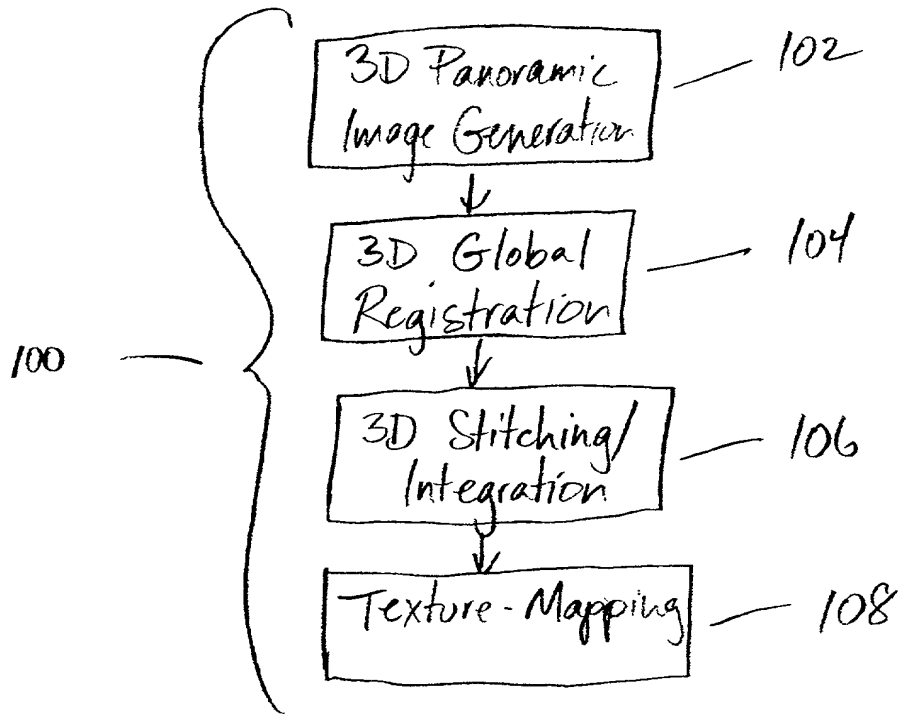 3D Panoramic
Image Generation
102
3D Global
Registration
104
100
3D Stitching/
Integration
106
Texture-Mapping
108